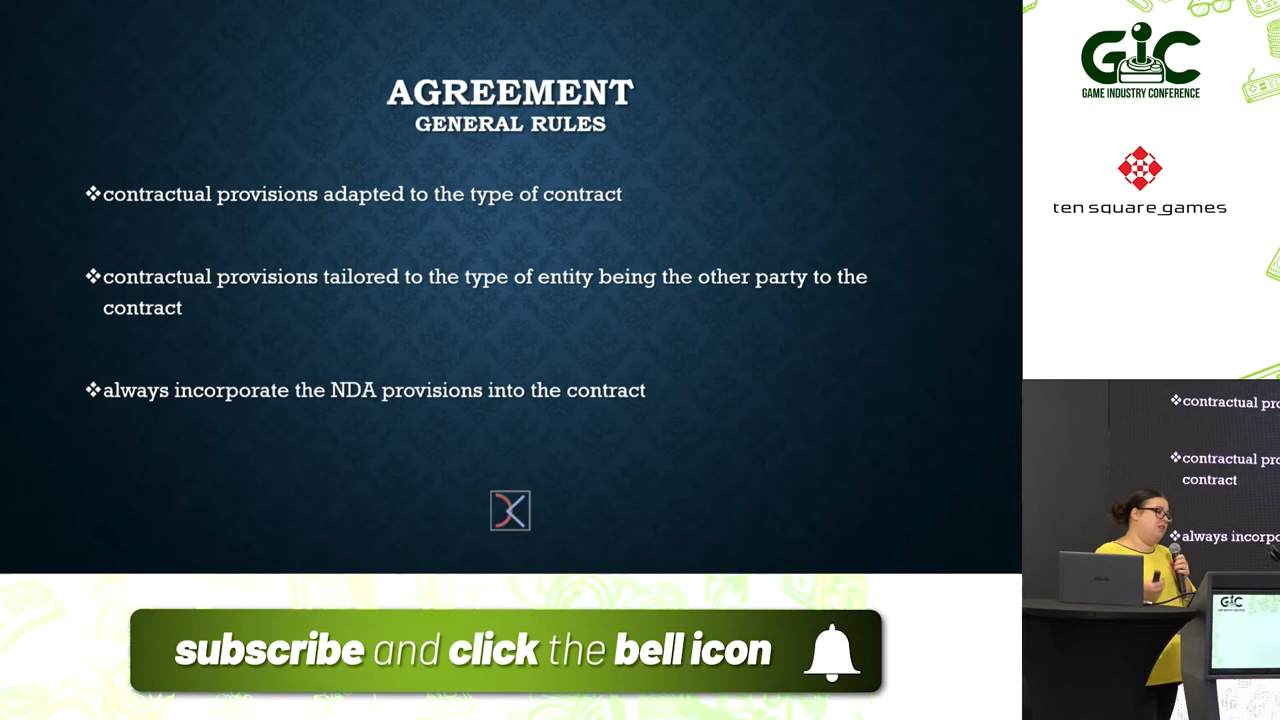 AGREEMENT
GENERAL RULES
❖contractual provisions adapted to the type of contract
❖contractual provisions tailored to the type of entity being the other party to the
contract
❖always incorporate the NDA provisions into the contract
GIC
GAME INDUSTRY CONFERENCE
ten square games
❖contractual pro
❖contractual pro
contract
❖always incorpo
ASUS
GIC
subscribe and click the bell icon